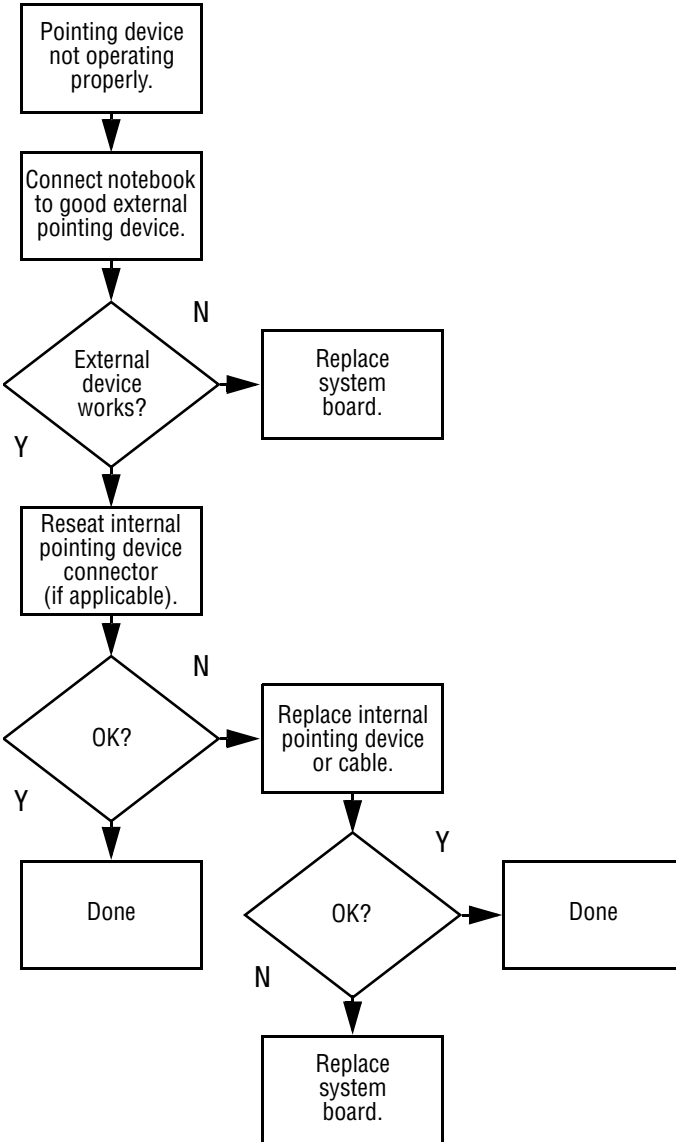 Pointing device
not operating
properly.
Connect notebook
to good external
pointing device.
N
External
device
works?
Replace
system
board.
Y
Reseat internal
pointing device
connector
(if applicable).
N
OK?
Replace internal
pointing device
or cable.
Y
Y
Done
OK?
Done
N
Replace
system
board.